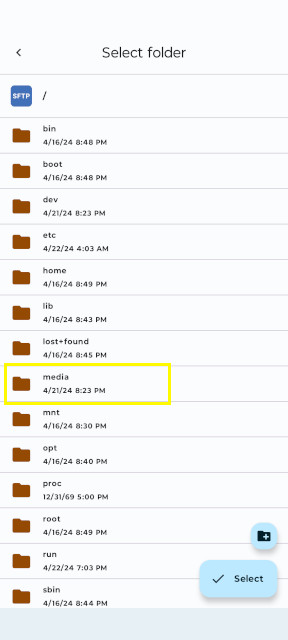 Select folder
SFTP /
bin
4/16/24 8:48 PM
boot
4/16/24 8:48 PM
dev
4/21/24 8:23 PM
etc
4/22/24 4:03 AM
home
4/16/24 8:49 PM
lib
4/16/24 8:43 PM
lost+found
4/16/24 8:45 PM
media
4/21/24 8:23 PM
mnt
4/16/24 8:30 PM
opt
4/16/24 8:40 PM
proc
12/31/69 5:00 PM
root
4/16/24 8:49 PM
run
4/22/24 7:03 PM
Select
sbin
4/16/24 8:44 PM